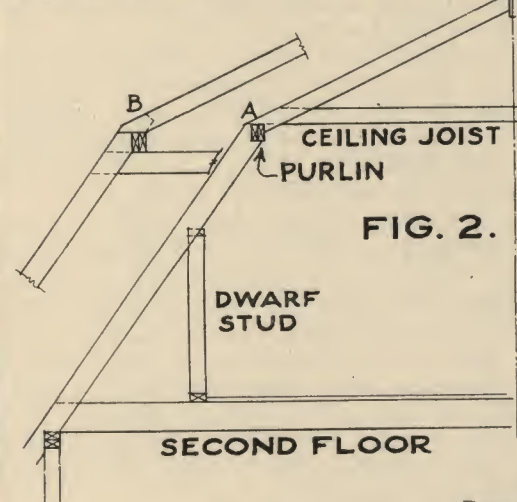 B
A
CEILING JOIST
PURLIN
FIG. 2.
DWARF
STUD
SECOND FLOOR